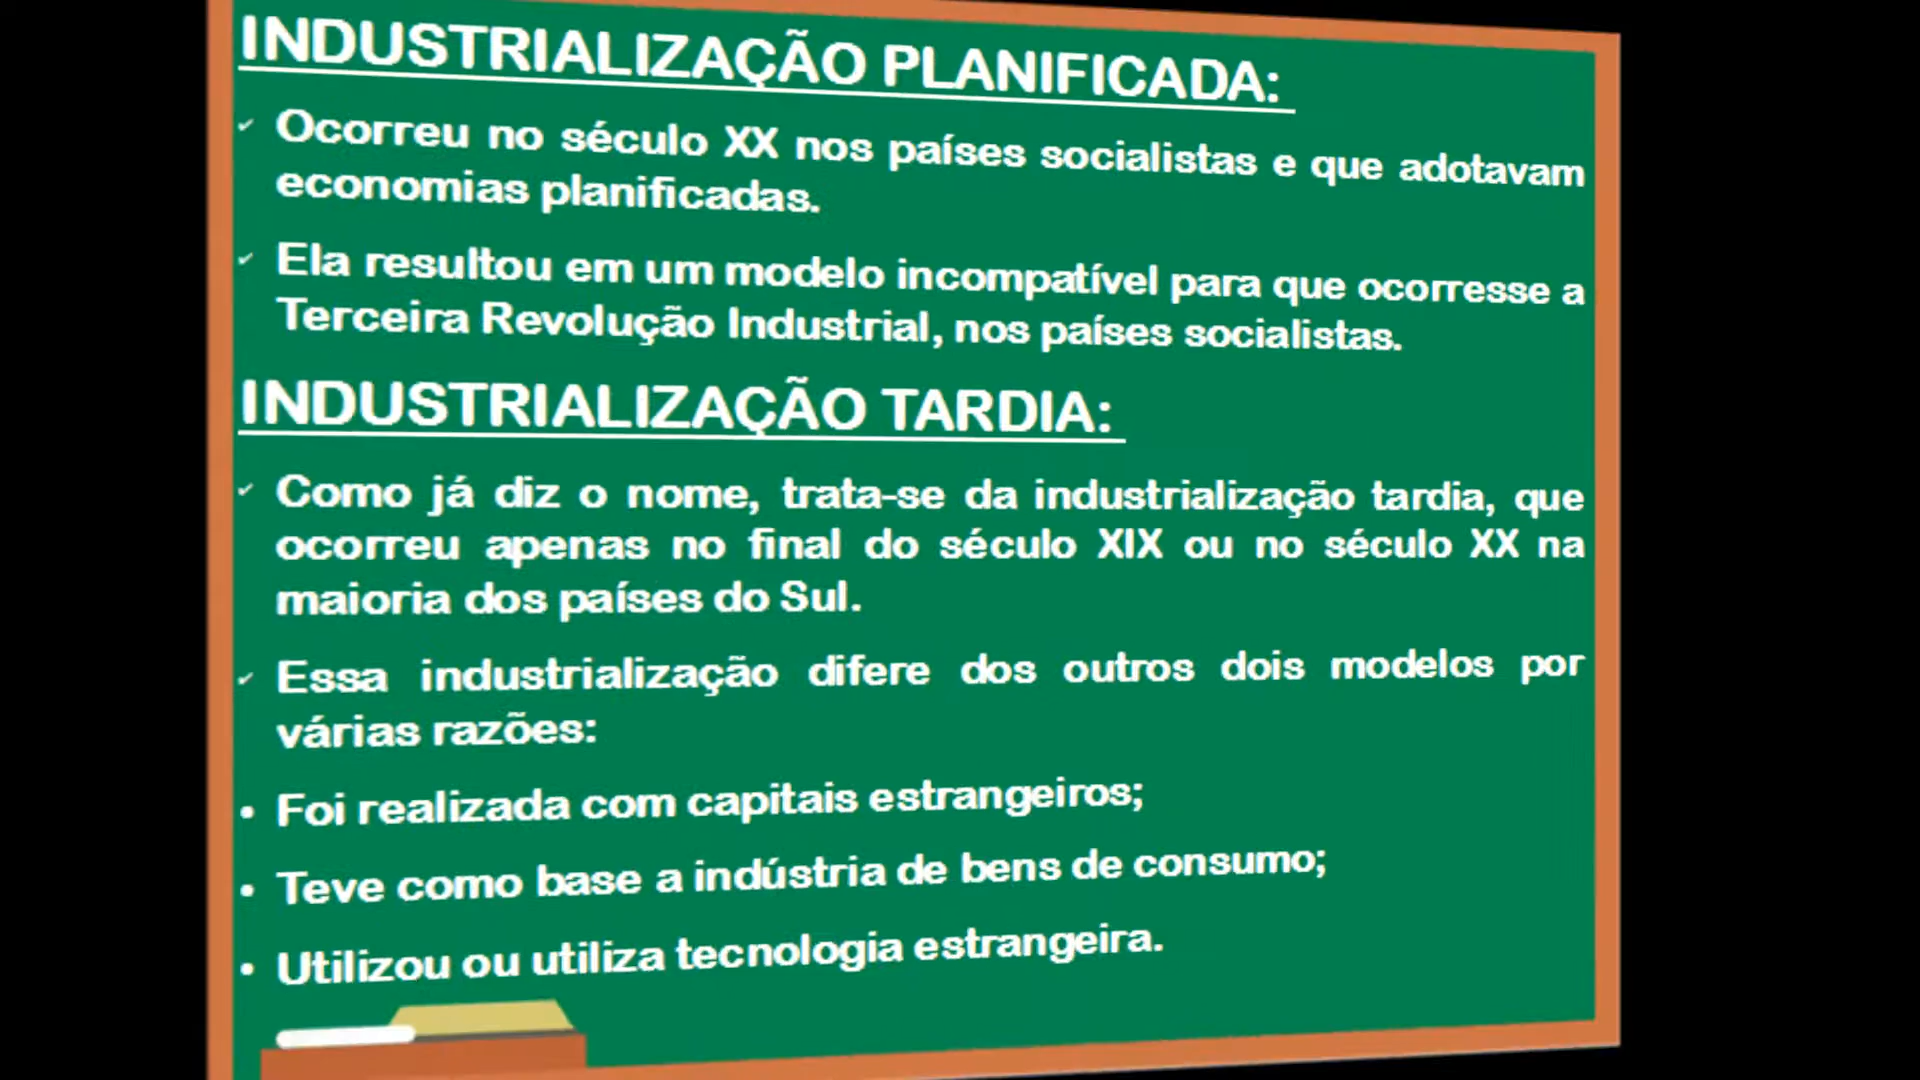 INDUSTRIALIZAÇÃO PLANIFICADA:
✓ Ocorreu no século XX nos países socialistas e que adotavam
economias planificadas.
✓ Ela resultou em um modelo incompatível para que ocorresse a
Terceira Revolução Industrial, nos países socialistas.
INDUSTRIALIZAÇÃO TARDIA:
✓ Como já diz o nome, trata-se da industrialização tardia, que
ocorreu apenas no final do século XIX ou no século XX na
maioria dos países do Sul.
✓ Essa industrialização difere dos outros dois modelos por
várias razões:
• Foi realizada com capitais estrangeiros;
• Teve como base a indústria de bens de consumo;
• Utilizou ou utiliza tecnologia estrangeira.